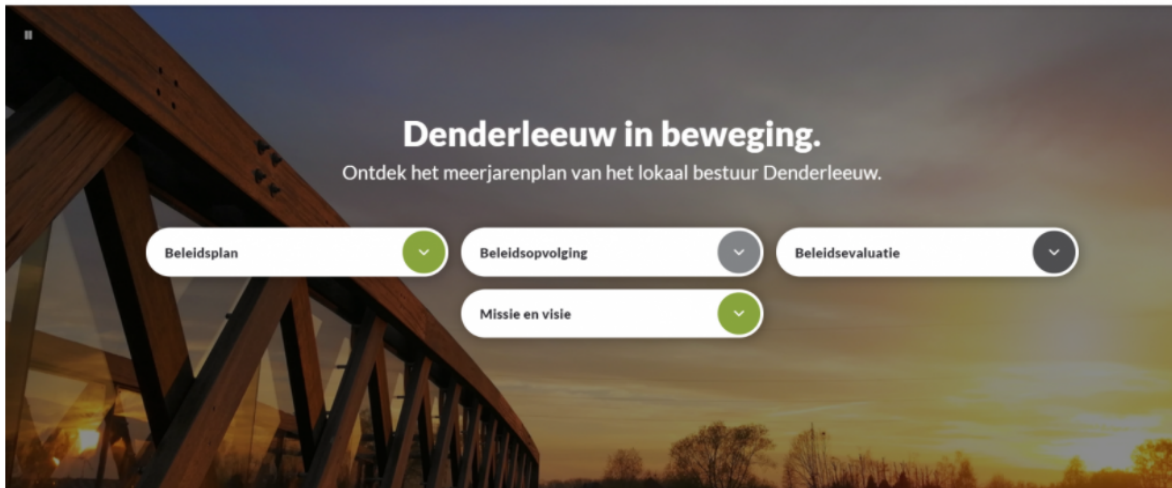 Denderleeuw in beweging.
Ontdek het meerjarenplan van het lokaal bestuur Denderleeuw.
Beleidsplan
Beleidsopvolging
Beleidsevaluatie
Missie en visie